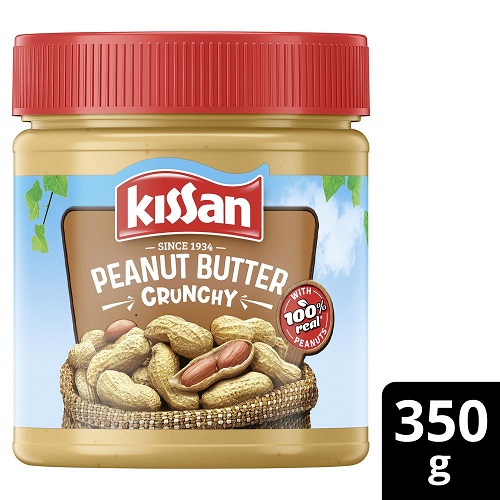 Kissan
SINCE 1934
PEANUT BUTTER
CRUNCHY
WITH
100%
real*
PEANUTS
350
g